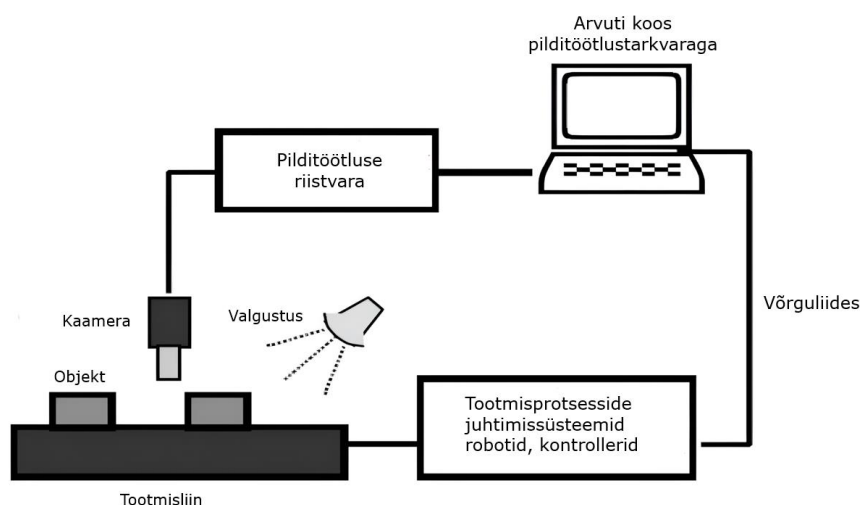 Arvuti koos
pilditöötlustarkvaraga
Pilditöötluse
riistvara
Kaamera
Valgustus
Võrguliides
Objekt
Tootmisprotsesside
juhtimissüsteemid
robotid, kontrollerid
Tootmisliin